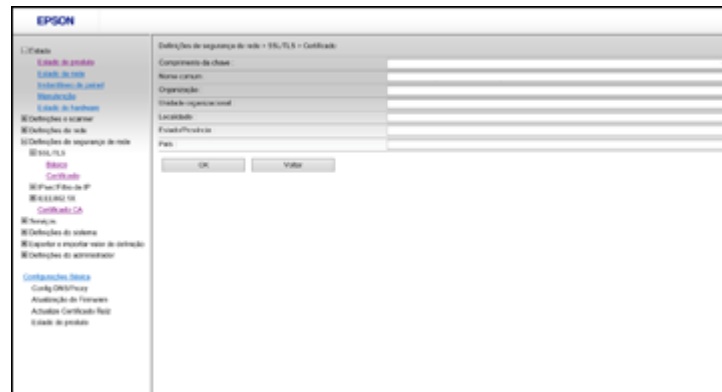 EPSON
Estado
Estado do produto
Estado da rede
Instantâneo do painel
Manutenção
Estado do hardware
Definições o scanner
Definições da rede
Definições de segurança de rede
SSL/TLS
Básico
Certificado
IPsec/Filtro de IP
IEEE802.1X
Certificado CA
Serviços
Definições do sistema
Exportar e importar valor de definição
Definições do administrador
Configurações Básica
Config DNS/Proxy
Atualização do Firmware
Actualizar Certificado Raiz
Estado do produto
Definições de segurança de rede > SSL/TLS > Certificado
Comprimento da chave :
Nome comum :
Organização :
Unidade organizacional :
Localidade :
Estado/Província :
País :
OK
Voltar